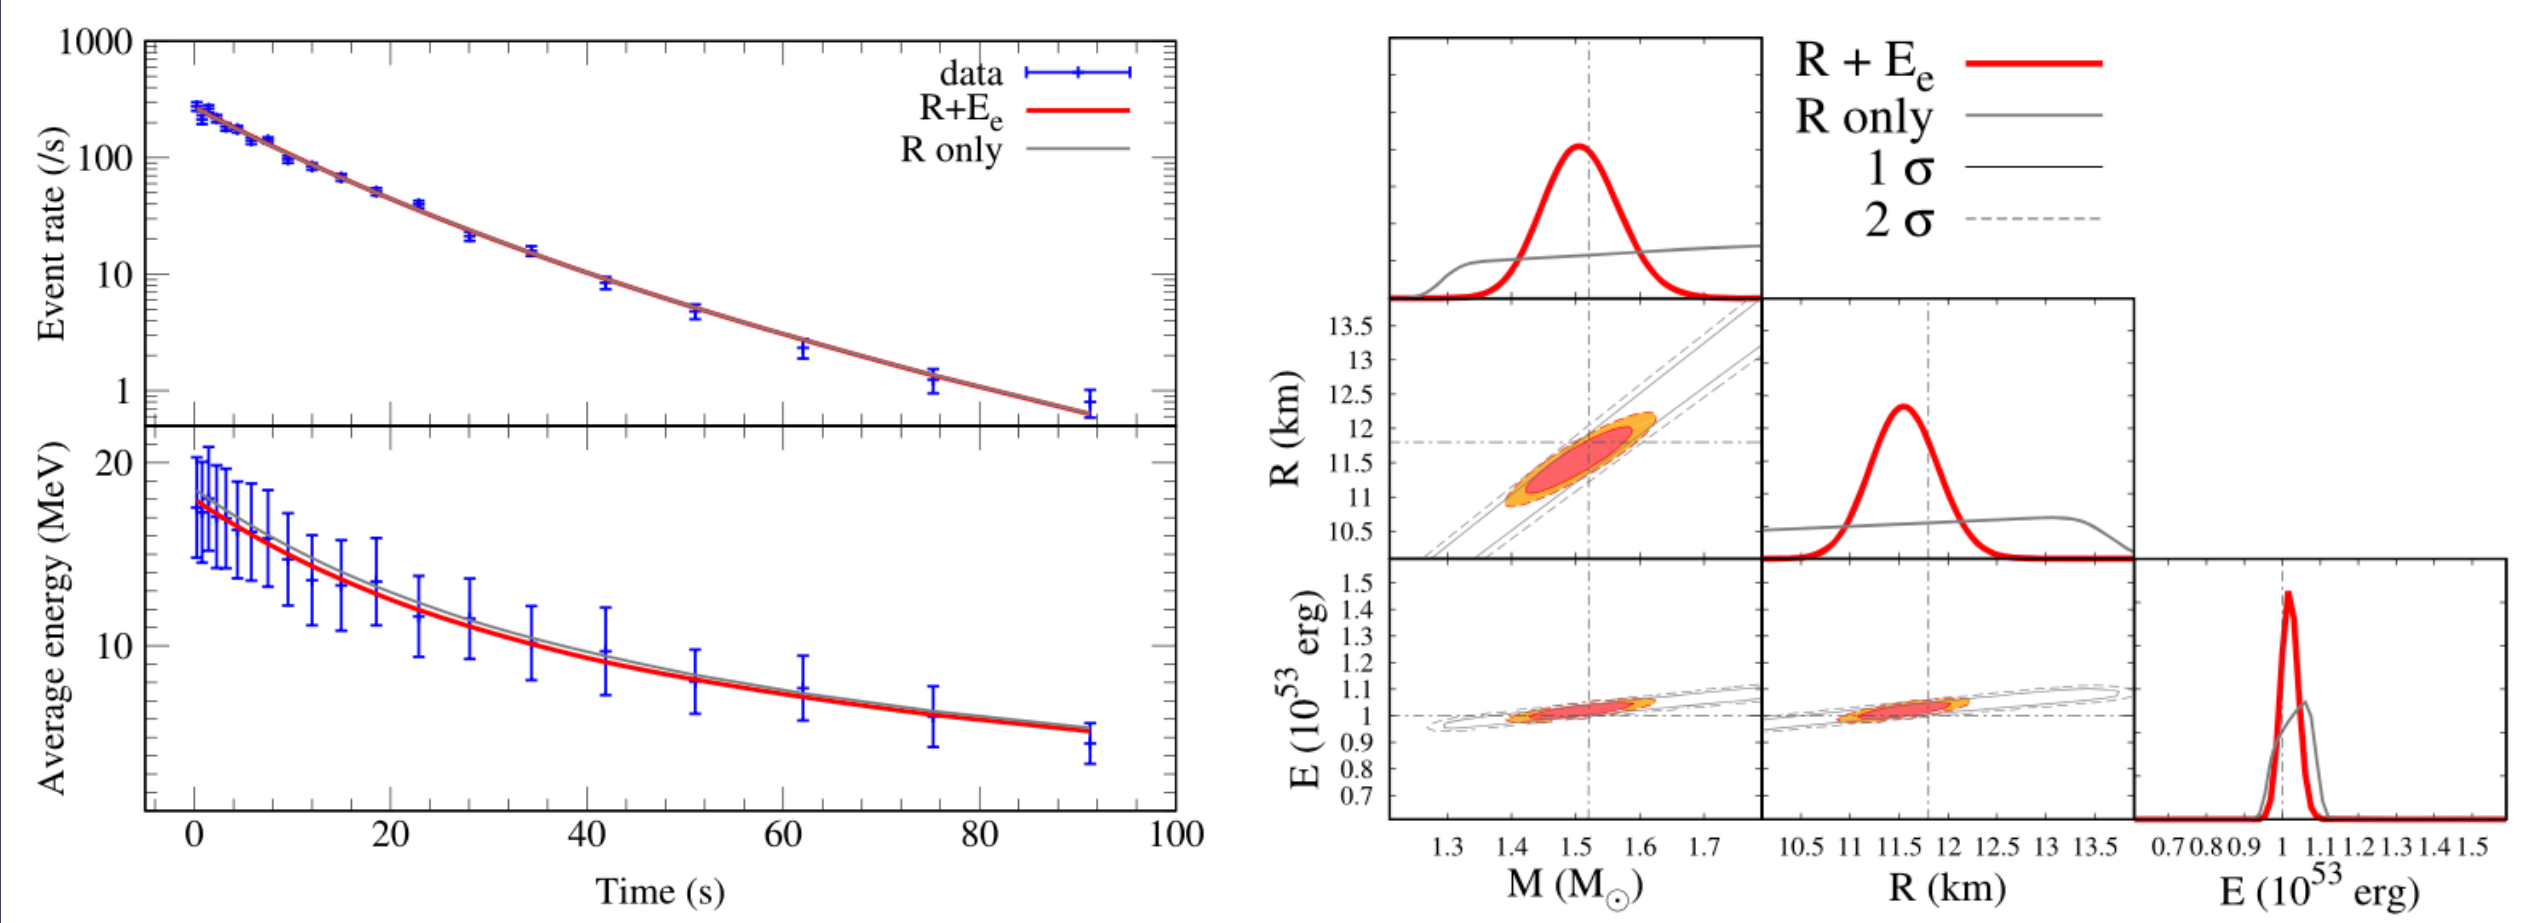 1000
100
10
1
Event rate (/s)
data
R+Eₑ
R only
20
10
Average energy (MeV)
0 20 40 60 80 100
Time (s)
R + Eₑ
R only
1 σ
2 σ
13.5
13
12.5
12
11.5
11
10.5
R (km)
1.5
1.4
1.3
1.2
1.1
1
0.9
0.8
0.7
E (10⁵³ erg)
1.3 1.4 1.5 1.6 1.7
M (M☉)
10.5 11 11.5 12 12.5 13 13.5
R (km)
0.7 0.8 0.9 1 1.1 1.2 1.3 1.4 1.5
E (10⁵³ erg)